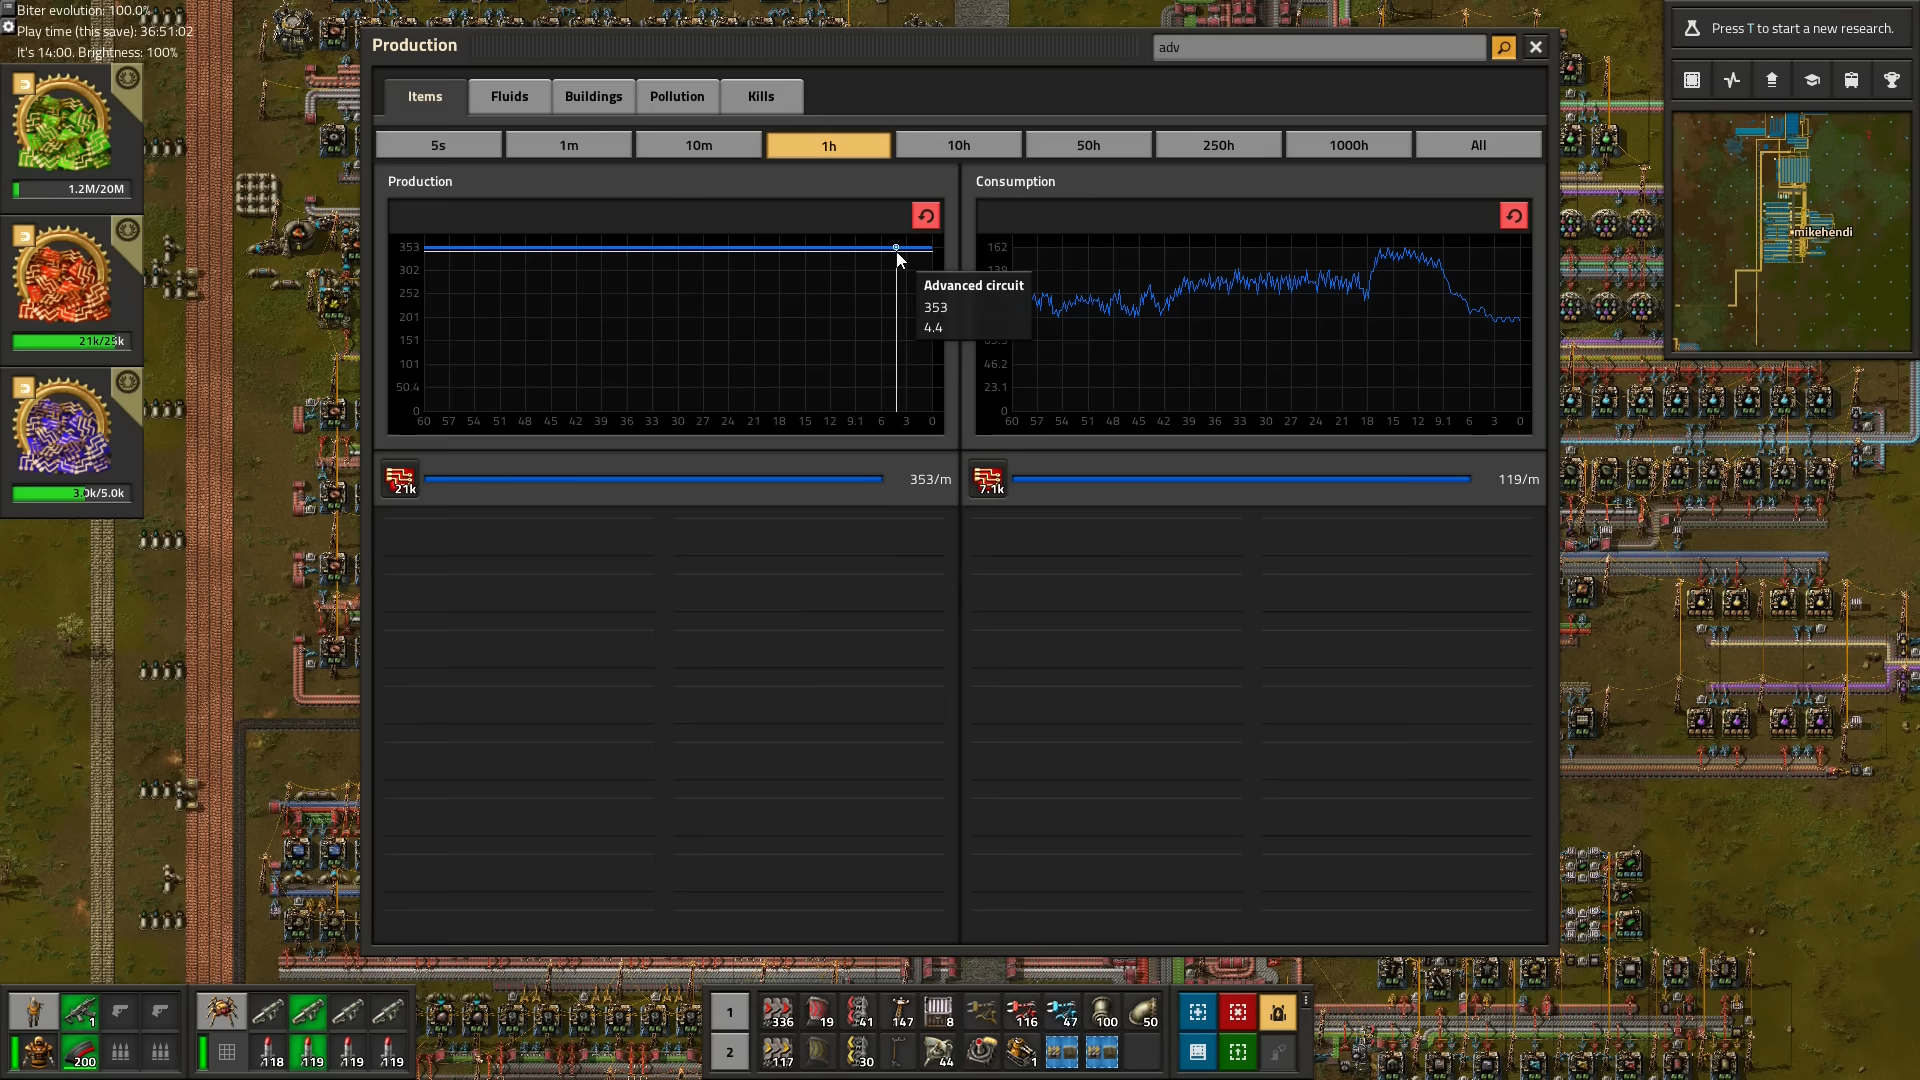 Biter evolution: 100.0%
Play time (this save): 36:51:02
It's 14:00. Brightness: 100%
1.2M/20M
21k/25k
3.0k/5.0k
Production
adv
Items Fluids Buildings Pollution Kills
5s 1m 10m 1h 10h 50h 250h 1000h All
Production
353
302
252
201
151
101
50.4
0
60 57 54 51 48 45 42 39 36 33 30 27 24 21 18 15 12 9.1 6 3 0
Advanced circuit
353
4.4
Consumption
162
139
46.2
23.1
0
60 57 54 51 48 45 42 39 36 33 30 27 24 21 18 15 12 9.1 6 3 0
21k 353/m
7.1k 119/m
Press T to start a new research.
mikehendi
1
200
118 119 119 119
1 336 19 41 147 8 116 47 100 50
2 117 30 44 1